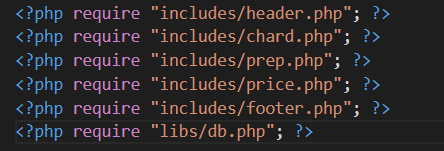 <?php require "includes/header.php"; ?>
<?php require "includes/chard.php"; ?>
<?php require "includes/prep.php"; ?>
<?php require "includes/price.php"; ?>
<?php require "includes/footer.php"; ?>
<?php require "libs/db.php"; ?>